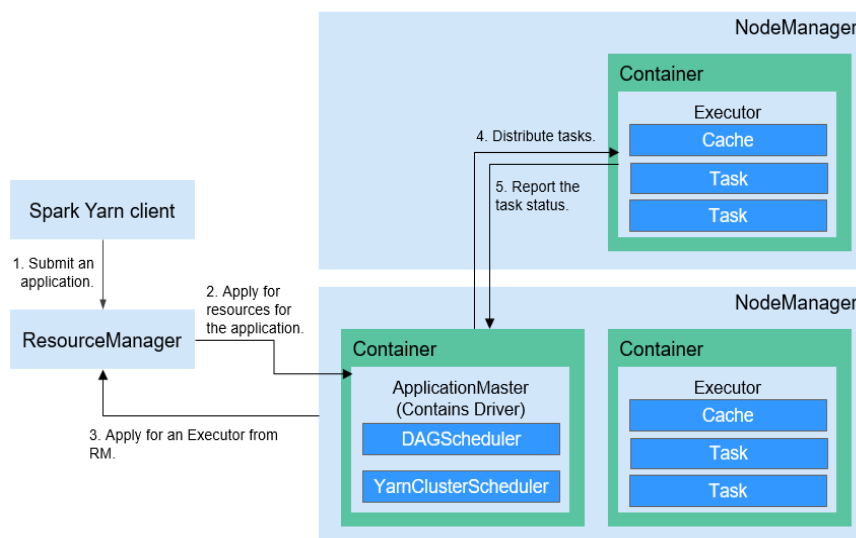 NodeManager
Container
Executor
Cache
Task
Task
4. Distribute tasks.
5. Report the
task status.
Spark Yarn client
1. Submit an
application.
ResourceManager
2. Apply for
resources for
the application.
3. Apply for an Executor from
RM.
NodeManager
Container
ApplicationMaster
(Contains Driver)
DAGScheduler
YarnClusterScheduler
Container
Executor
Cache
Task
Task